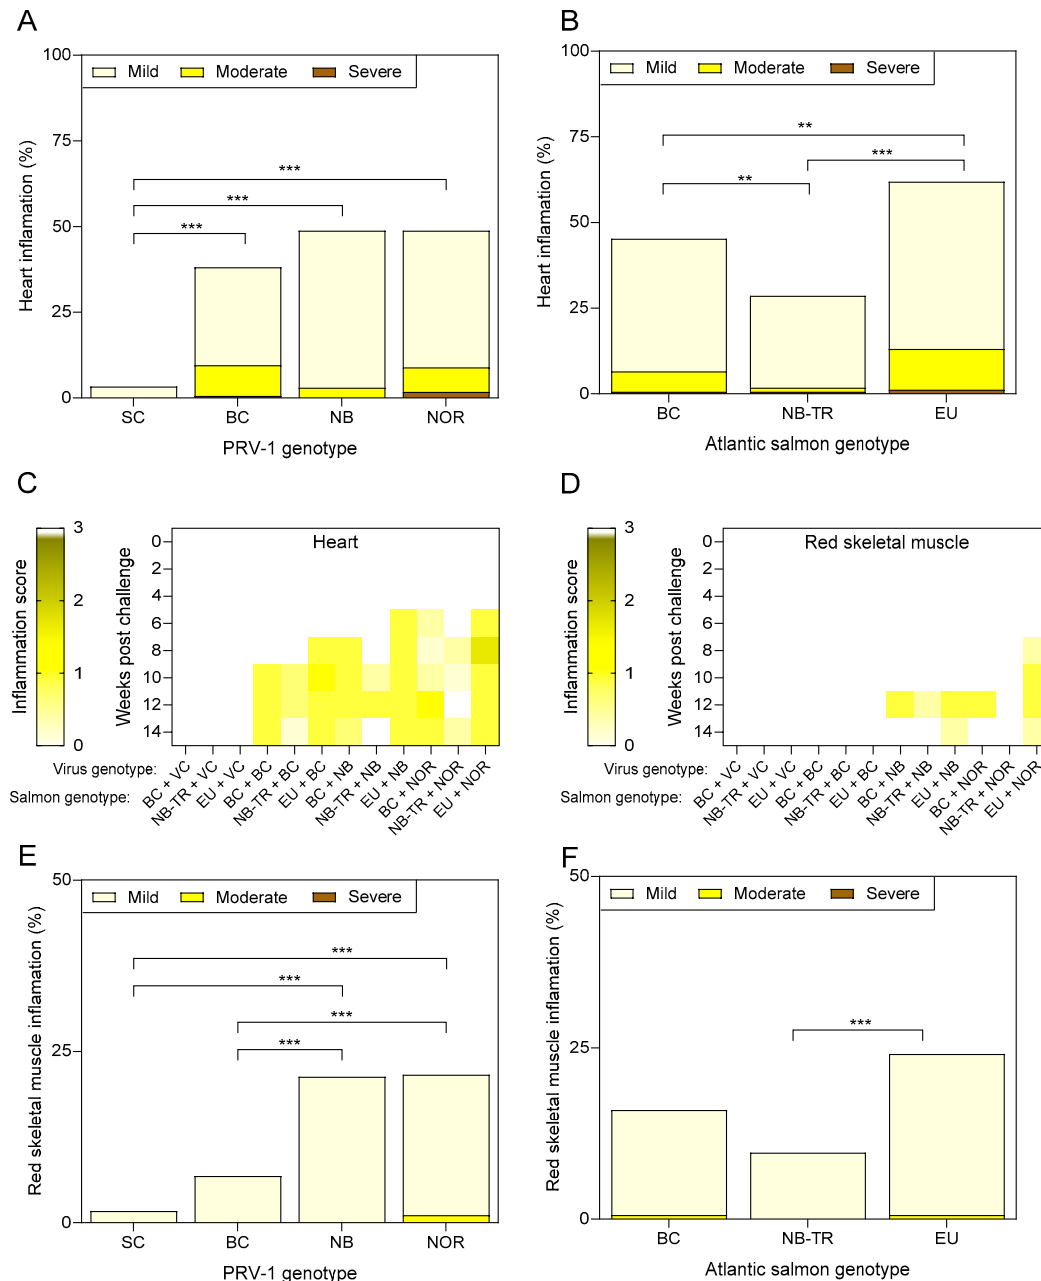 A
Heart inflamation (%)
100
75
50
25
0
Mild Moderate Severe
***
***
***
SC BC NB NOR
PRV-1 genotype
B
Heart inflamation (%)
100
75
50
25
0
Mild Moderate Severe
**
***
**
BC NB-TR EU
Atlantic salmon genotype
C
Inflammation score
3
2
1
0
Weeks post challenge
Heart
0
2
4
6
8
10
12
14
Virus genotype:
Salmon genotype:
BC + VC
NB-TR + VC
EU + VC
BC + BC
NB-TR + BC
EU + BC
BC + NB
NB-TR + NB
EU + NB
BC + NOR
NB-TR + NOR
EU + NOR
D
Inflammation score
3
2
1
0
Weeks post challenge
Red skeletal muscle
0
2
4
6
8
10
12
14
Virus genotype:
Salmon genotype:
BC + VC
NB-TR + VC
EU + VC
BC + BC
NB-TR + BC
EU + BC
BC + NB
NB-TR + NB
EU + NB
BC + NOR
NB-TR + NOR
EU + NOR
E
Red skeletal muscle inflamation (%)
50
25
0
Mild Moderate Severe
***
***
***
***
SC BC NB NOR
PRV-1 genotype
F
Red skeletal muscle inflamation (%)
50
25
0
Mild Moderate Severe
***
BC NB-TR EU
Atlantic salmon genotype